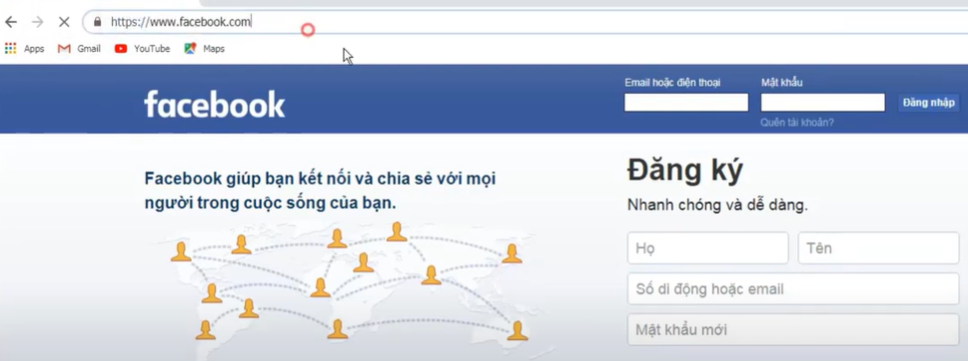 https://www.facebook.com
Apps Gmail YouTube Maps
facebook
Email hoặc điện thoại Mật khẩu
Đăng nhập
Quên tài khoản?
Facebook giúp bạn kết nối và chia sẻ với mọi
người trong cuộc sống của bạn.
Đăng ký
Nhanh chóng và dễ dàng.
Họ Tên
Số di động hoặc email
Mật khẩu mới